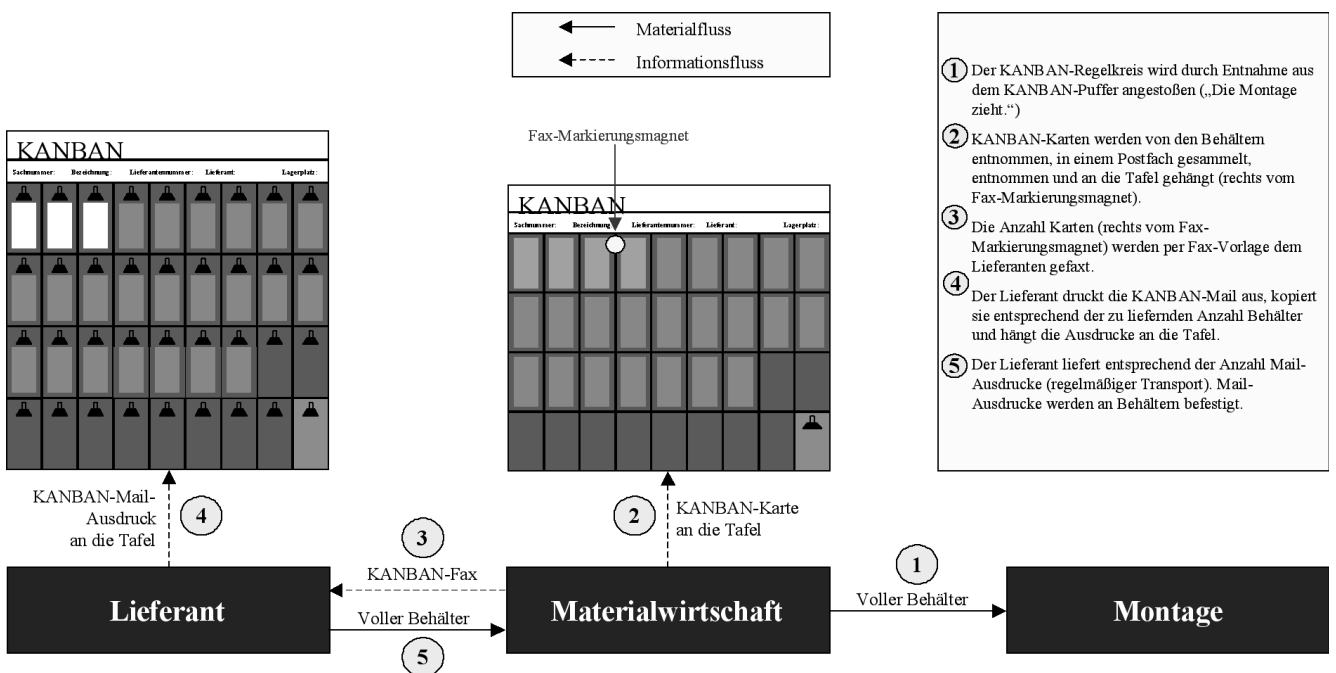 Materialfluss
Informationsfluss
KANBAN
Sachnummer: Bezeichnung: Lieferantennummer: Lieferant: Lagerplatz:
Fax-Markierungsmagnet
KANBAN
Sachnummer: Bezeichnung Lieferantennummer: Lieferant: Lagerplatz:
1 Der KANBAN-Regelkreis wird durch Entnahme aus
dem KANBAN-Puffer angestoßen („Die Montage
zieht.“)
2 KANBAN-Karten werden von den Behältern
entnommen, in einem Postfach gesammelt,
entnommen und an die Tafel gehängt (rechts vom
Fax-Markierungsmagnet).
3 Die Anzahl Karten (rechts vom Fax-
Markierungsmagnet) werden per Fax-Vorlage dem
Lieferanten gefaxt.
4 Der Lieferant druckt die KANBAN-Mail aus, kopiert
sie entsprechend der zu liefernden Anzahl Behälter
und hängt die Ausdrucke an die Tafel.
5 Der Lieferant liefert entsprechend der Anzahl Mail-
Ausdrucke (regelmäßiger Transport). Mail-
Ausdrucke werden an Behältern befestigt.
KANBAN-Mail-
Ausdruck
an die Tafel
4
2
KANBAN-Karte
an die Tafel
3
KANBAN-Fax
Voller Behälter
5
1
Voller Behälter
Lieferant
Materialwirtschaft
Montage